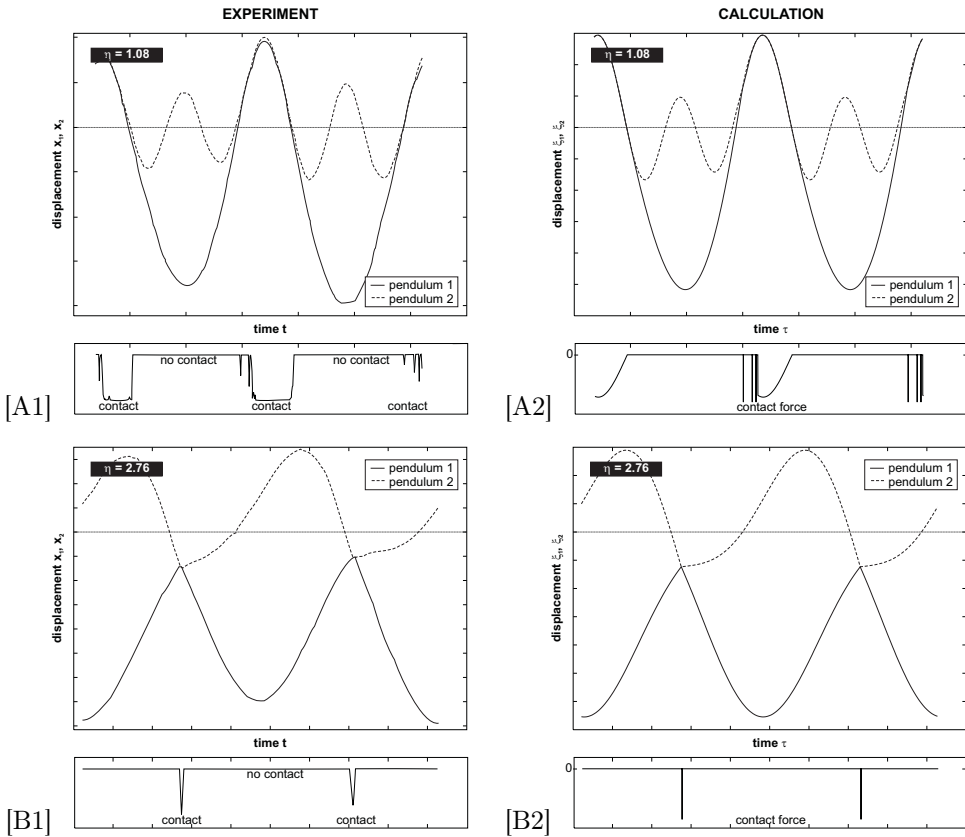 EXPERIMENT
CALCULATION
η = 1.08
displacement x₁, x₂
pendulum 1
pendulum 2
time t
η = 1.08
displacement ξ₁, ξ₂
pendulum 1
pendulum 2
time τ
[A1]
no contact
no contact
contact
contact
contact
[A2]
0
contact force
η = 2.76
displacement x₁, x₂
pendulum 1
pendulum 2
time t
η = 2.76
displacement ξ₁, ξ₂
pendulum 1
pendulum 2
time τ
[B1]
no contact
contact
contact
[B2]
0
contact force